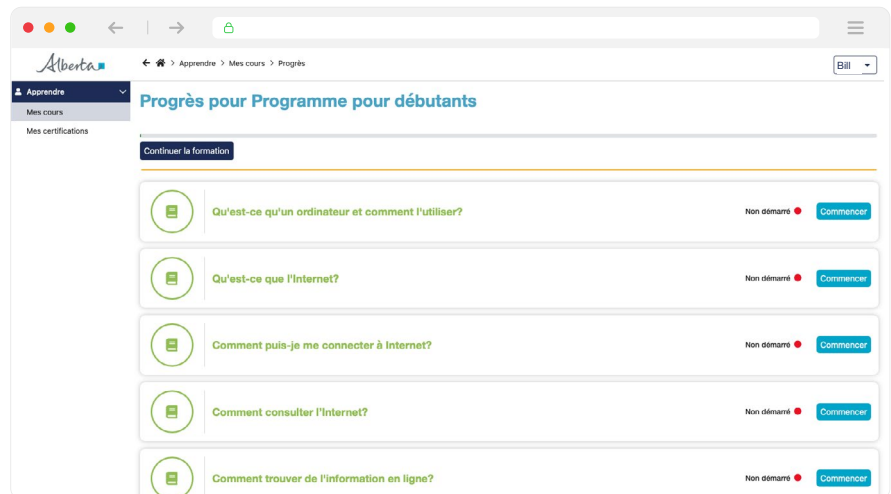 Alberta
> Apprendre > Mes cours > Progrès
Bill
Apprendre
Mes cours
Mes certifications
Progrès pour Programme pour débutants
Continuer la formation
Qu'est-ce qu'un ordinateur et comment l'utiliser?
Non démarré
Commencer
Qu'est-ce que l'Internet?
Non démarré
Commencer
Comment puis-je me connecter à Internet?
Non démarré
Commencer
Comment consulter l'Internet?
Non démarré
Commencer
Comment trouver de l'information en ligne?
Non démarré
Commencer